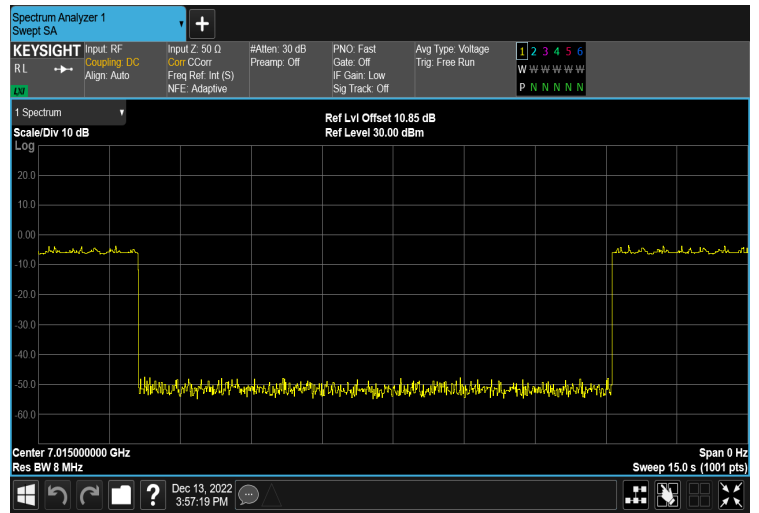 Spectrum Analyzer 1
Swept SA
+
KEYSIGHT
RL
LXI
Input: RF
Coupling: DC
Align: Auto
Input Z: 50 Ω
Corr CCorr
Freq Ref: Int (S)
NFE: Adaptive
#Atten: 30 dB
Preamp: Off
PNO: Fast
Gate: Off
IF Gain: Low
Sig Track: Off
Avg Type: Voltage
Trig: Free Run
1 2 3 4 5 6
W W W W W W
P N N N N N
1 Spectrum
Scale/Div 10 dB
Log
Ref Lvl Offset 10.85 dB
Ref Level 30.00 dBm
20.0
10.0
0.00
-10.0
-20.0
-30.0
-40.0
-50.0
-60.0
Center 7.015000000 GHz
Res BW 8 MHz
Span 0 Hz
Sweep 15.0 s (1001 pts)
?
Dec 13, 2022
3:57:19 PM